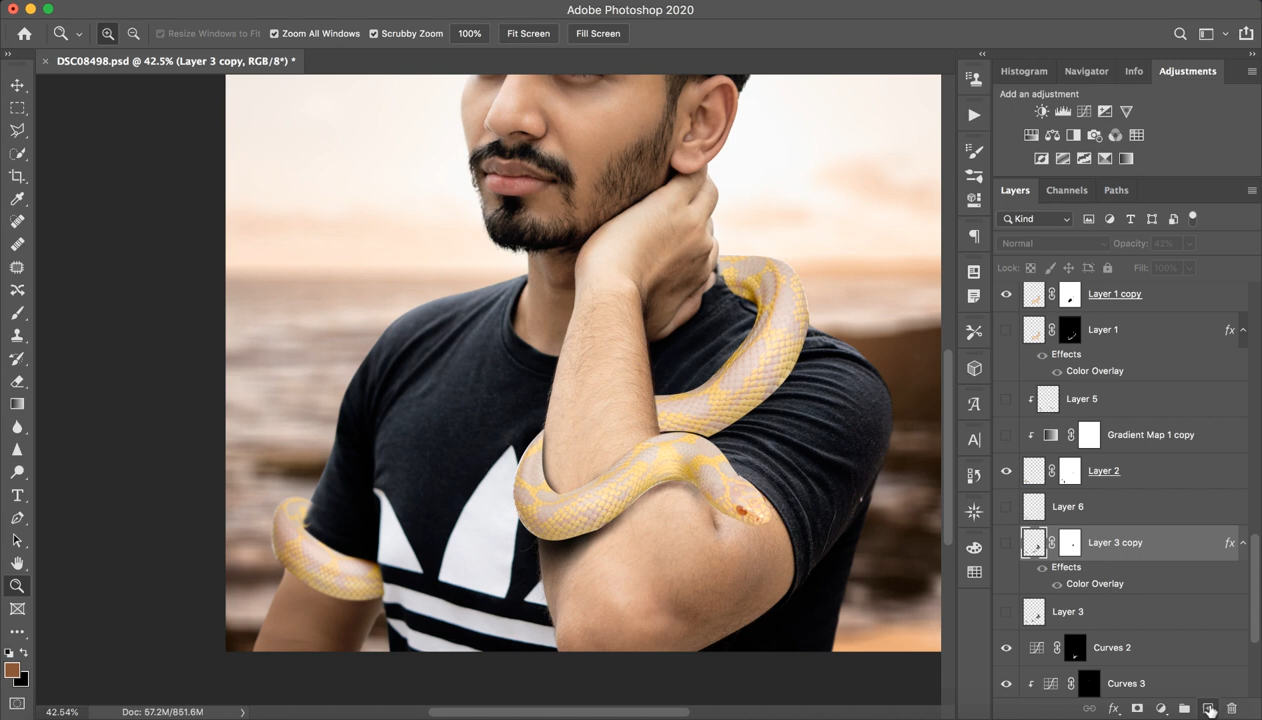 Adobe Photoshop 2020
Resize Windows to Fit Zoom All Windows Scrubby Zoom 100% Fit Screen Fill Screen
DSC08498.psd @ 42.5% (Layer 3 copy, RGB/8*) *
Histogram Navigator Info Adjustments
Add an adjustment
Layers Channels Paths
Kind
Normal Opacity: 42%
Lock: Fill: 100%
Layer 1 copy
Layer 1 fx
Effects
Color Overlay
Layer 5
Gradient Map 1 copy
Layer 2
Layer 6
Layer 3 copy fx
Effects
Color Overlay
Layer 3
Curves 2
Curves 3
fx
42.54% Doc: 57.2M/851.6M